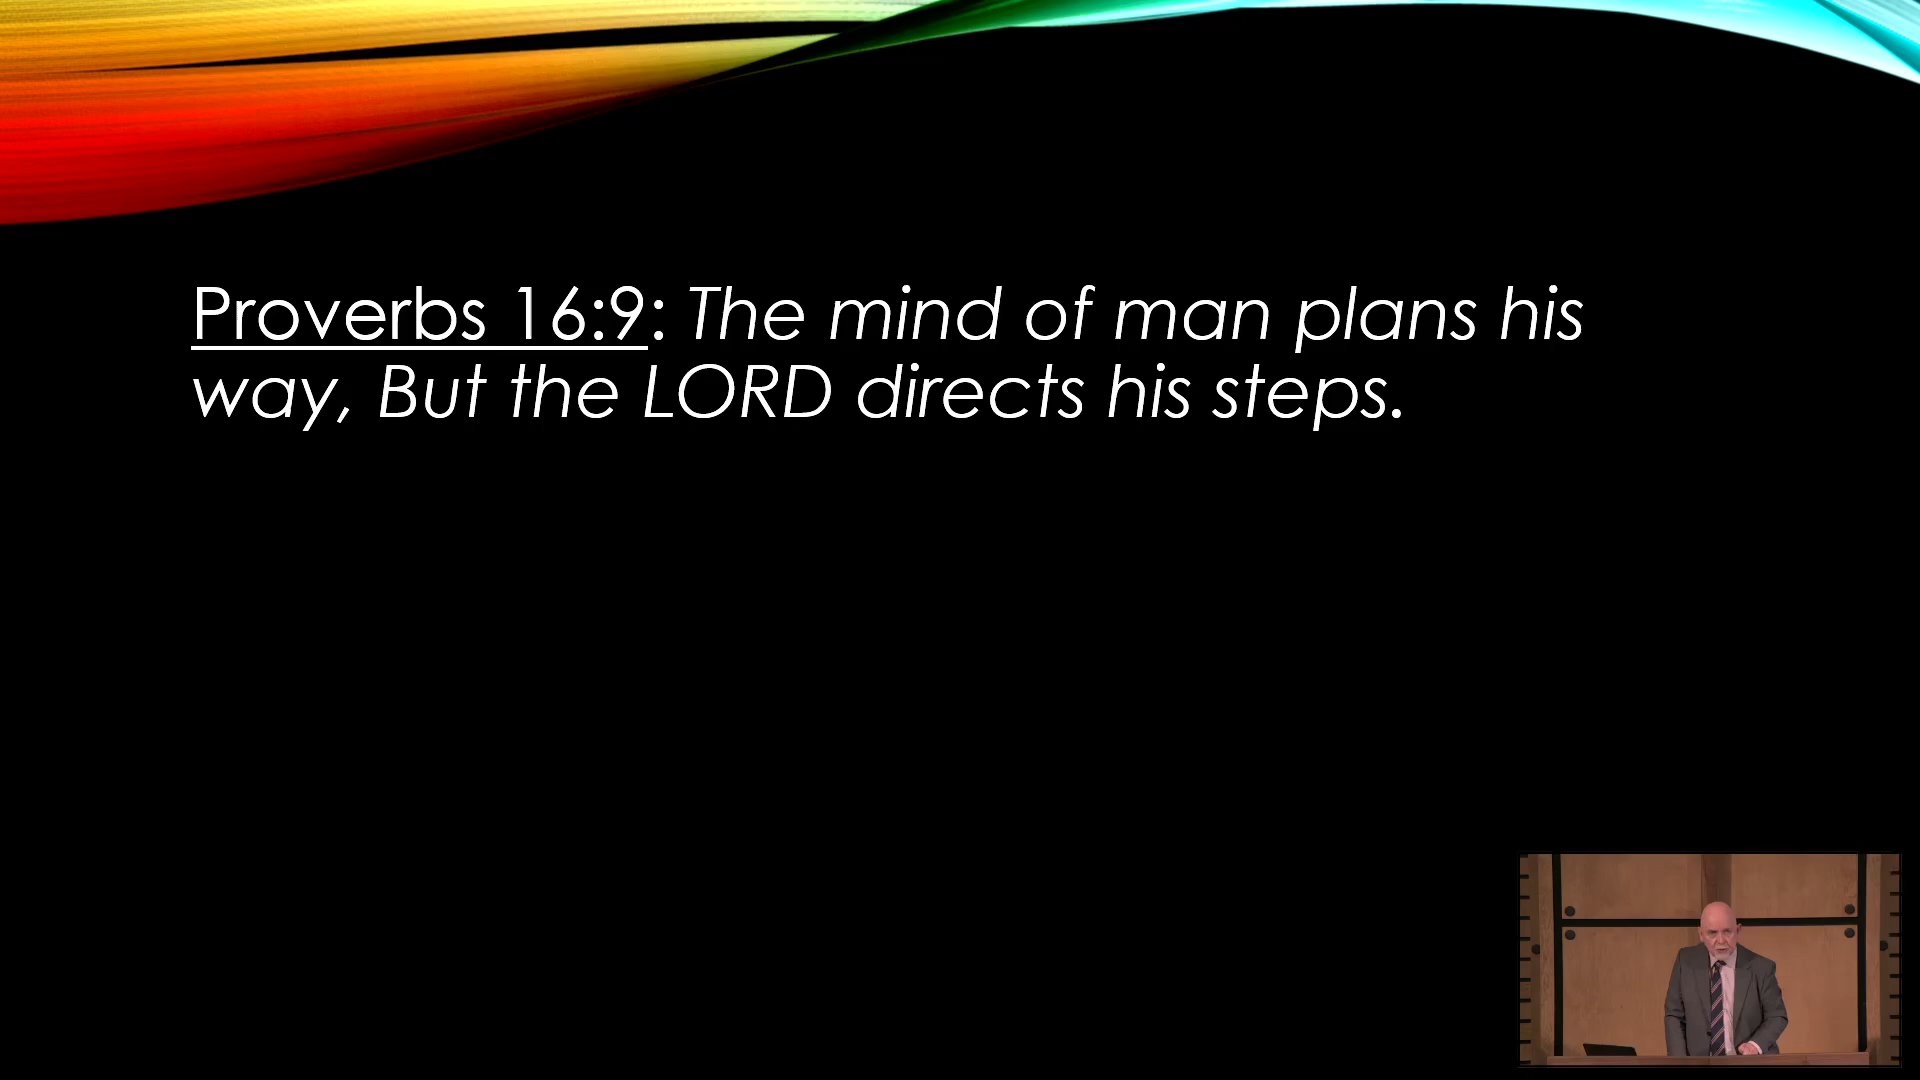 Proverbs 16:9: The mind of man plans his
way, But the LORD directs his steps.